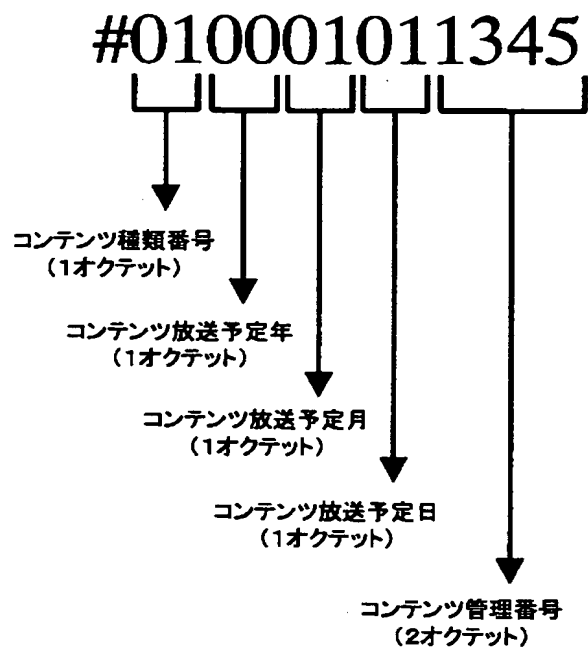 #010001011345
コンテンツ種類番号
(1オクテット)
コンテンツ放送予定年
(1オクテット)
コンテンツ放送予定月
(1オクテット)
コンテンツ放送予定日
(1オクテット)
コンテンツ管理番号
(2オクテット)